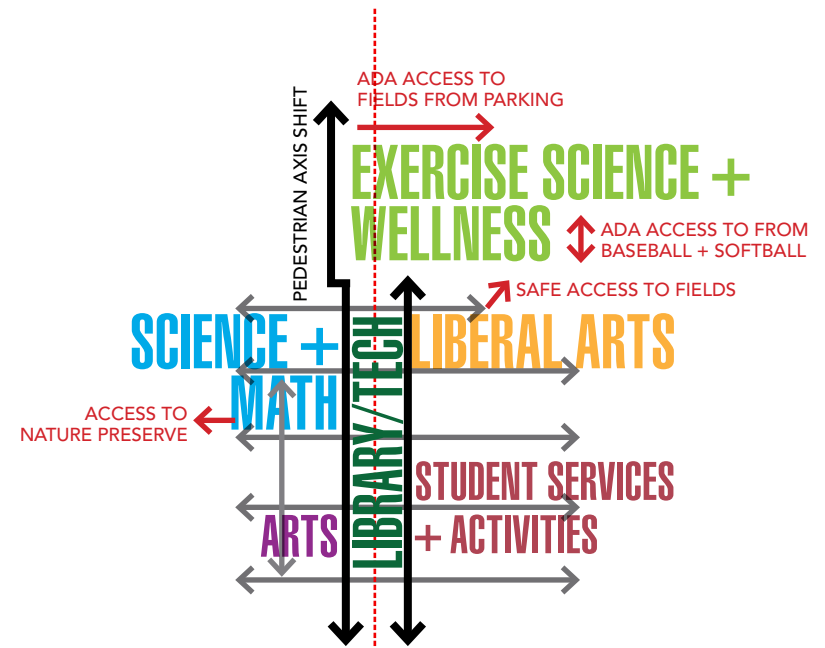 ADA ACCESS TO
FIELDS FROM PARKING
PEDESTRIAN AXIS SHIFT
EXERCISE SCIENCE +
WELLNESS
ADA ACCESS TO FROM
BASEBALL + SOFTBALL
SAFE ACCESS TO FIELDS
SCIENCE +
MATH
LIBRARY/TECH
LIBERAL ARTS
ACCESS TO
NATURE PRESERVE
STUDENT SERVICES
+ ACTIVITIES
ARTS